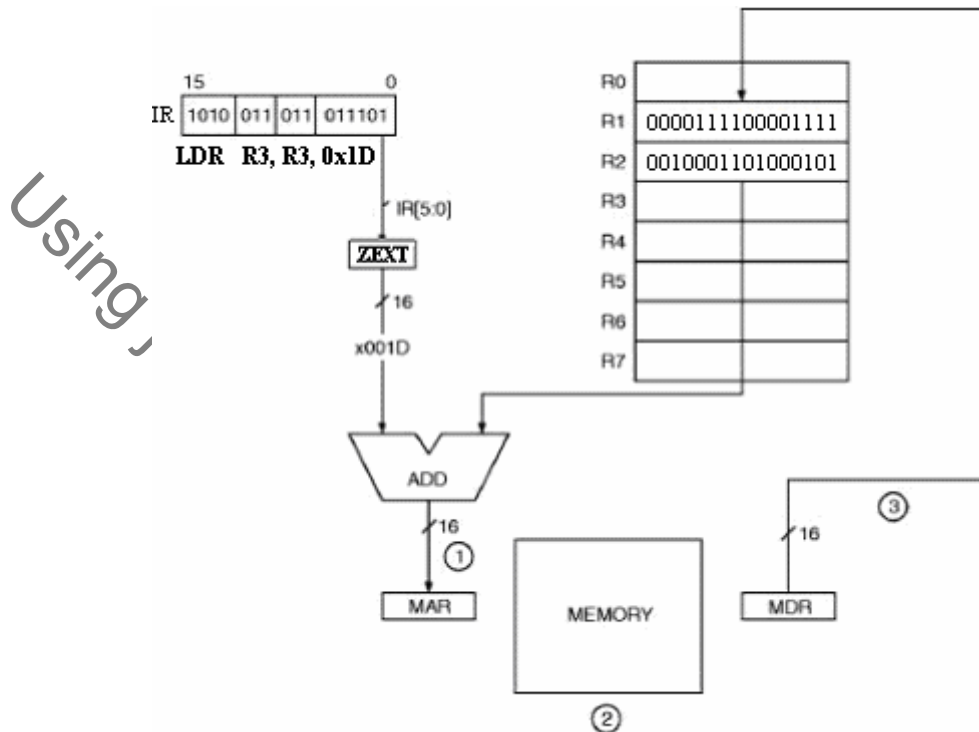 15 0
IR 1010 011 011 011101
LDR R3, R3, 0x1D
IR[5:0]
ZEXT
16
x001D
ADD
16
1
MAR
R0
R1 0000111100001111
R2 0010001101000101
R3
R4
R5
R6
R7
MEMORY
2
3
16
MDR
Using